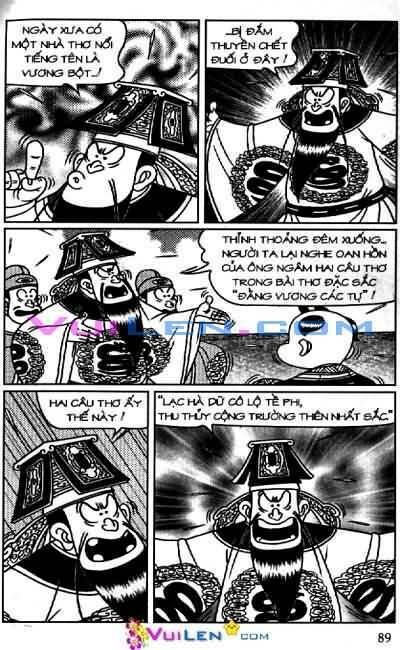 NGÀY XƯA CÓ
MỘT NHÀ THƠ NỔI
TIẾNG TÊN LÀ
VƯƠNG BỘT...!
...BỊ ĐẮM
THUYỀN CHẾT
ĐUỐI Ở ĐÂY!
THỈNH THOẢNG ĐÊM XUỐNG...
NGƯỜI TA LẠI NGHE OAN HỒN
CỦA ÔNG NGÂM HAI CÂU THƠ
TRONG BÀI THƠ ĐẶC SẮC
"ĐẰNG VƯƠNG CÁC TỰ"!
VUILEN.COM
HAI CÂU THƠ ẤY
THẾ NÀY!
"LẠC HÀ DỮ CÔ LỘ TỀ PHI,
THU THỦY CỘNG TRƯỜNG THIÊN NHẤT SẮC."
89
VUILEN.COM